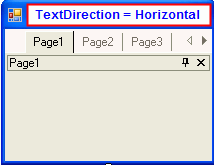 TextDirection = Horizontal
Page1 Page2 Page3
Page1